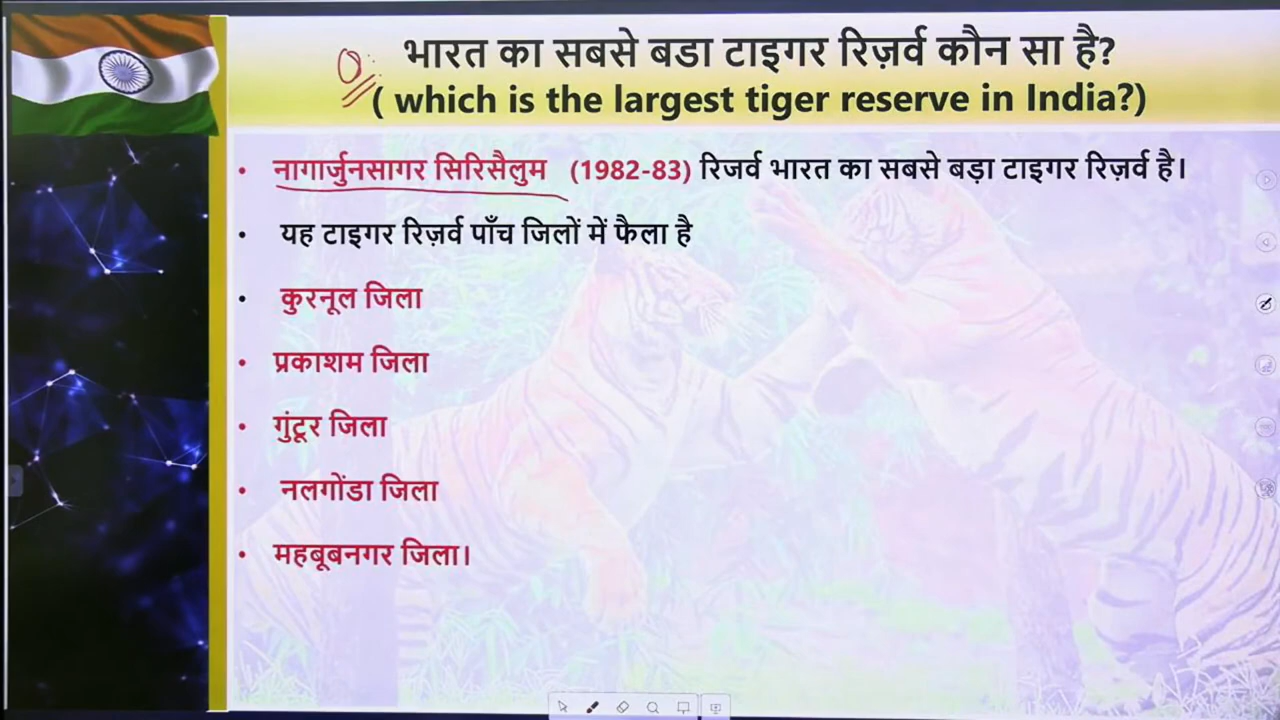 भारत का सबसे बडा टाइगर रिज़र्व कौन सा है?
( which is the largest tiger reserve in India?)
• नागार्जुनसागर सिरिसैलुम (1982-83) रिजर्व भारत का सबसे बड़ा टाइगर रिज़र्व है।
• यह टाइगर रिज़र्व पाँच जिलों में फैला है
• कुरनूल जिला
• प्रकाशम जिला
• गुंटूर जिला
• नलगोंडा जिला
• महबूबनगर जिला।